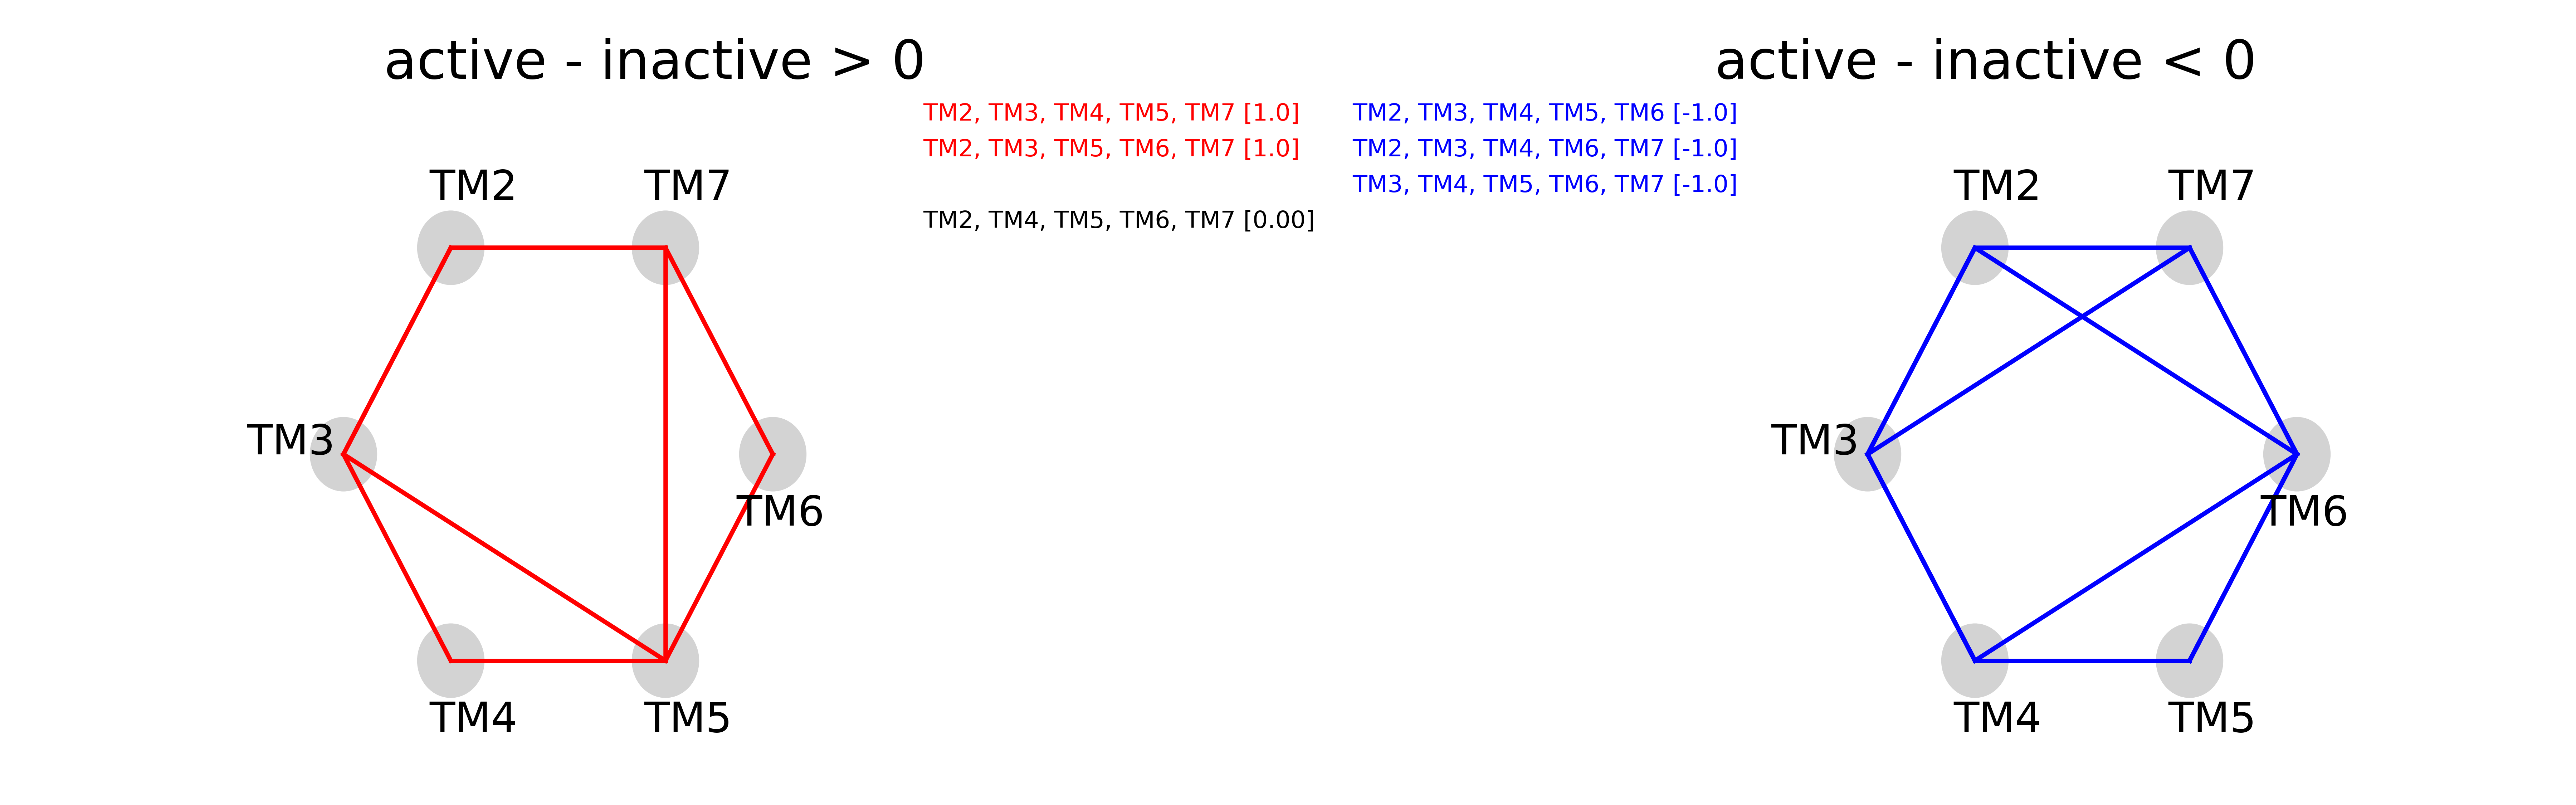 active - inactive > 0
active - inactive < 0
TM2, TM3, TM4, TM5, TM7 [1.0]
TM2, TM3, TM5, TM6, TM7 [1.0]
TM2, TM4, TM5, TM6, TM7 [0.00]
TM2, TM3, TM4, TM5, TM6 [-1.0]
TM2, TM3, TM4, TM6, TM7 [-1.0]
TM3, TM4, TM5, TM6, TM7 [-1.0]
TM2
TM7
TM3
TM6
TM4
TM5
TM2
TM7
TM3
TM6
TM4
TM5